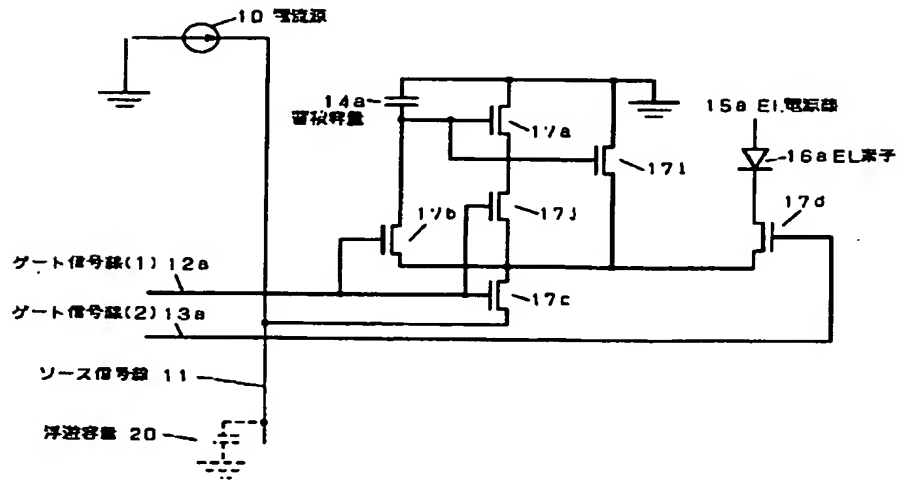 10 電流源
14a
蓄積容量
17a
15a EL電源部
16a EL素子
17i
17d
17b
17j
ゲート信号線(1) 12a
17c
ゲート信号線(2) 13a
ソース信号線 11
浮遊容量 20